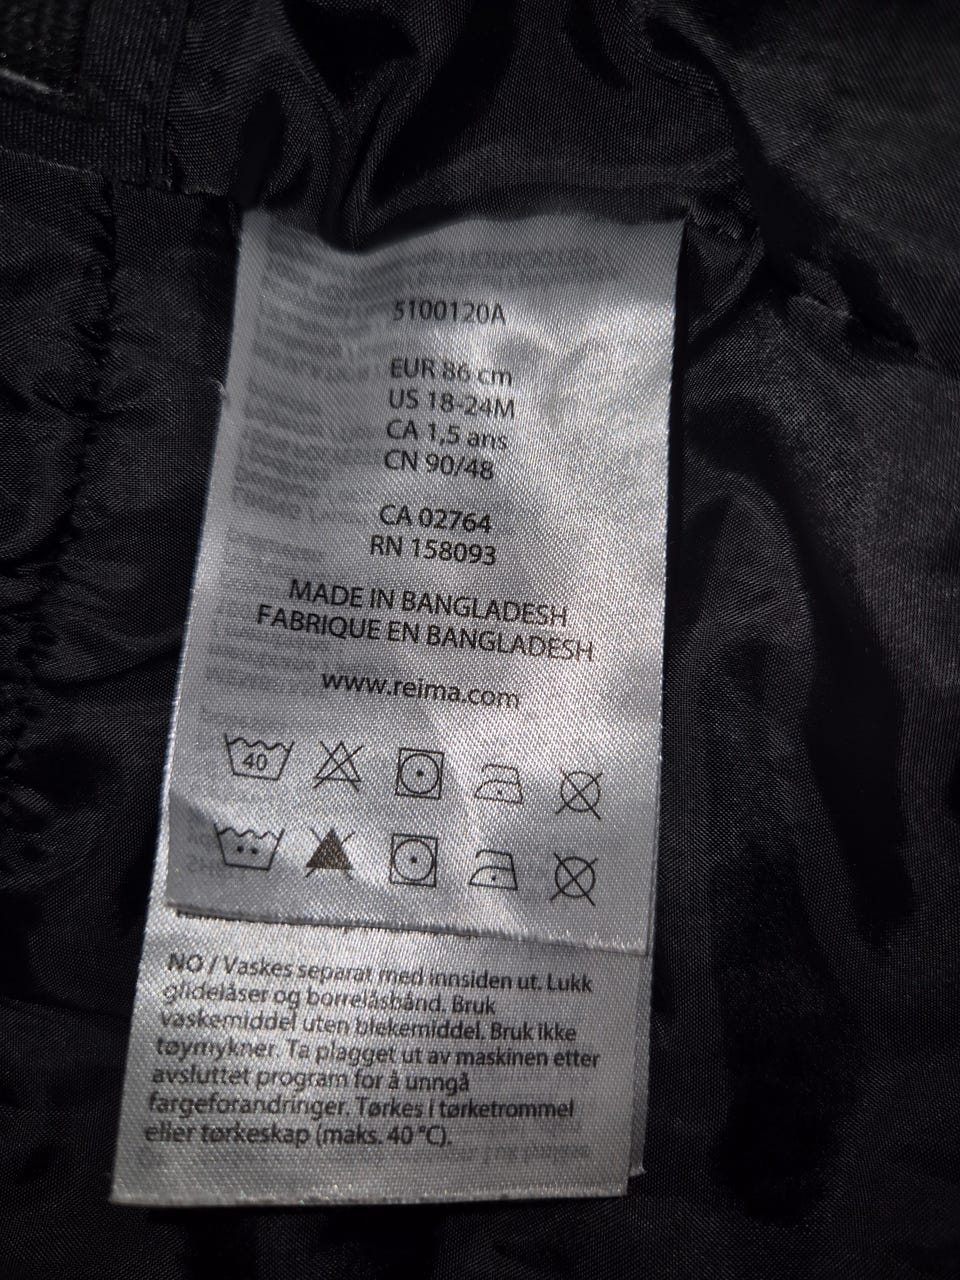 5100120A
EUR 86 cm
US 18-24M
CA 1,5 ans
CN 90/48
CA 02764
RN 158093
MADE IN BANGLADESH
FABRIQUE EN BANGLADESH
www.reima.com
40
NO / Vaskes separat med innsiden ut. Lukk
glidelåser og borrelåsbånd. Bruk
vaskemiddel uten blekemiddel. Bruk ikke
tøymykner. Ta plagget ut av maskinen etter
avsluttet program for å unngå
fargeforandringer. Tørkes i tørketrommel
eller tørkeskap (maks. 40 °C).